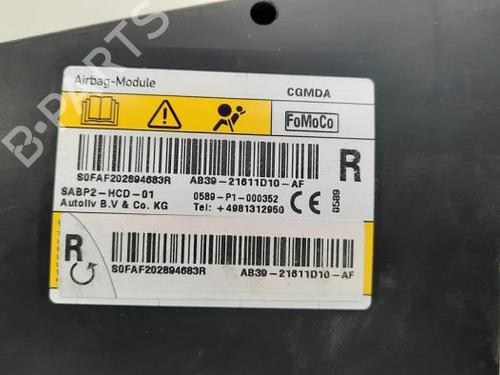 Airbag-Module
CGMDA
FoMoCo
S0FAF202894683R
AB39-21611D10-AF
R
SABP2-HCD-01
0589-P1-000352
Autoliv B.V & Co. KG
Tel: +4981312950
CE
0589
R
S0FAF202894683R
AB39-21611D10-AF
B-PARTS